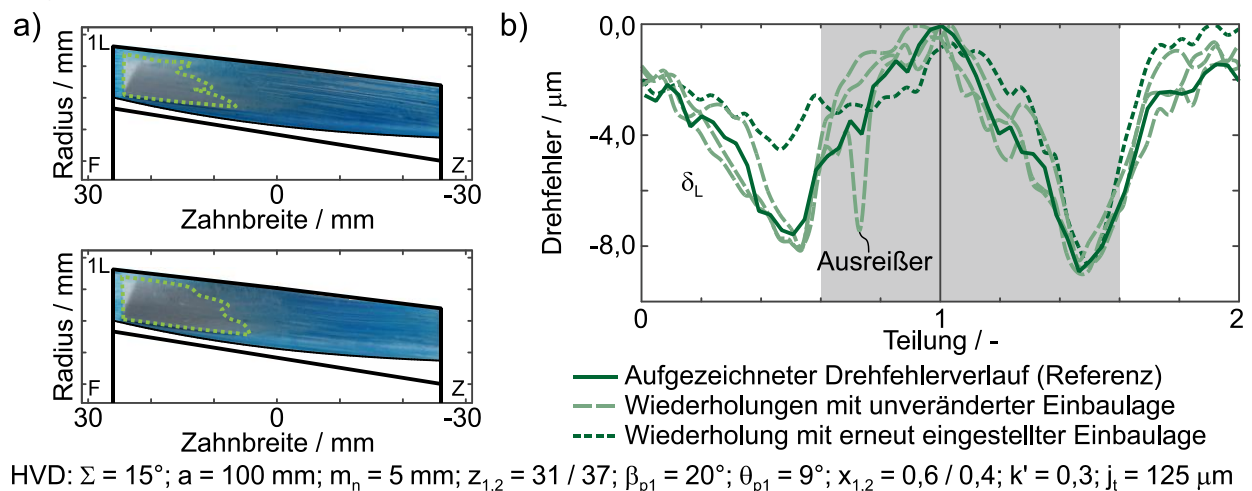 a)
1L
Radius / mm
F
Z
30
0
-30
Zahnbreite / mm
1L
Radius / mm
F
Z
30
0
-30
Zahnbreite / mm
b)
0,0
-4,0
-8,0
Drehfehler / μm
δL
Ausreißer
0
1
2
Teilung / -
Aufgezeichneter Drehfehlerverlauf (Referenz)
Wiederholungen mit unveränderter Einbaulage
Wiederholung mit erneut eingestellter Einbaulage
HVD: Σ = 15°; a = 100 mm; mn = 5 mm; z1,2 = 31 / 37; βp1 = 20°; θp1 = 9°; x1,2 = 0,6 / 0,4; k' = 0,3; jt = 125 μm